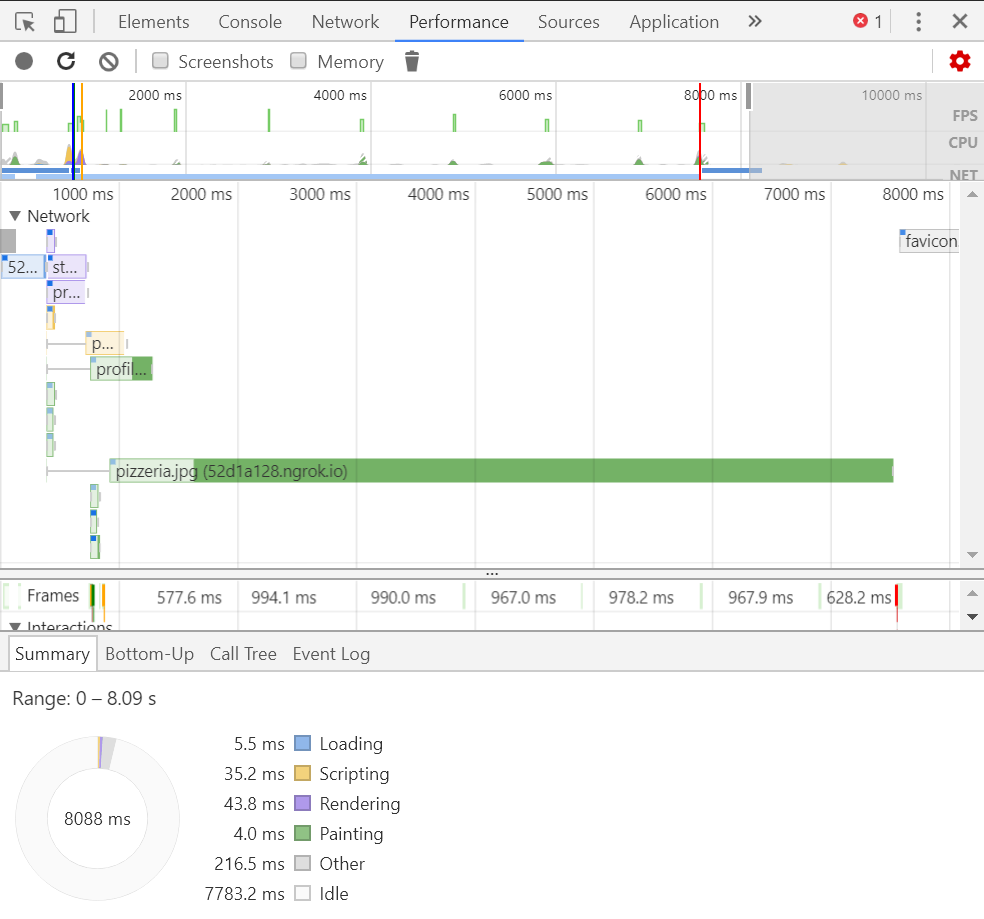 Elements Console Network Performance Sources Application » 1
Screenshots Memory
2000 ms 4000 ms 6000 ms 8000 ms 10000 ms
FPS
CPU
NET
1000 ms 2000 ms 3000 ms 4000 ms 5000 ms 6000 ms 7000 ms 8000 ms
Network
favicon
52... st...
pr...
p...
profil...
pizzeria.jpg (52d1a128.ngrok.io)
...
Frames 577.6 ms 994.1 ms 990.0 ms 967.0 ms 978.2 ms 967.9 ms 628.2 ms
Interactions
Summary Bottom-Up Call Tree Event Log
Range: 0 – 8.09 s
5.5 ms Loading
35.2 ms Scripting
43.8 ms Rendering
8088 ms
4.0 ms Painting
216.5 ms Other
7783.2 ms Idle